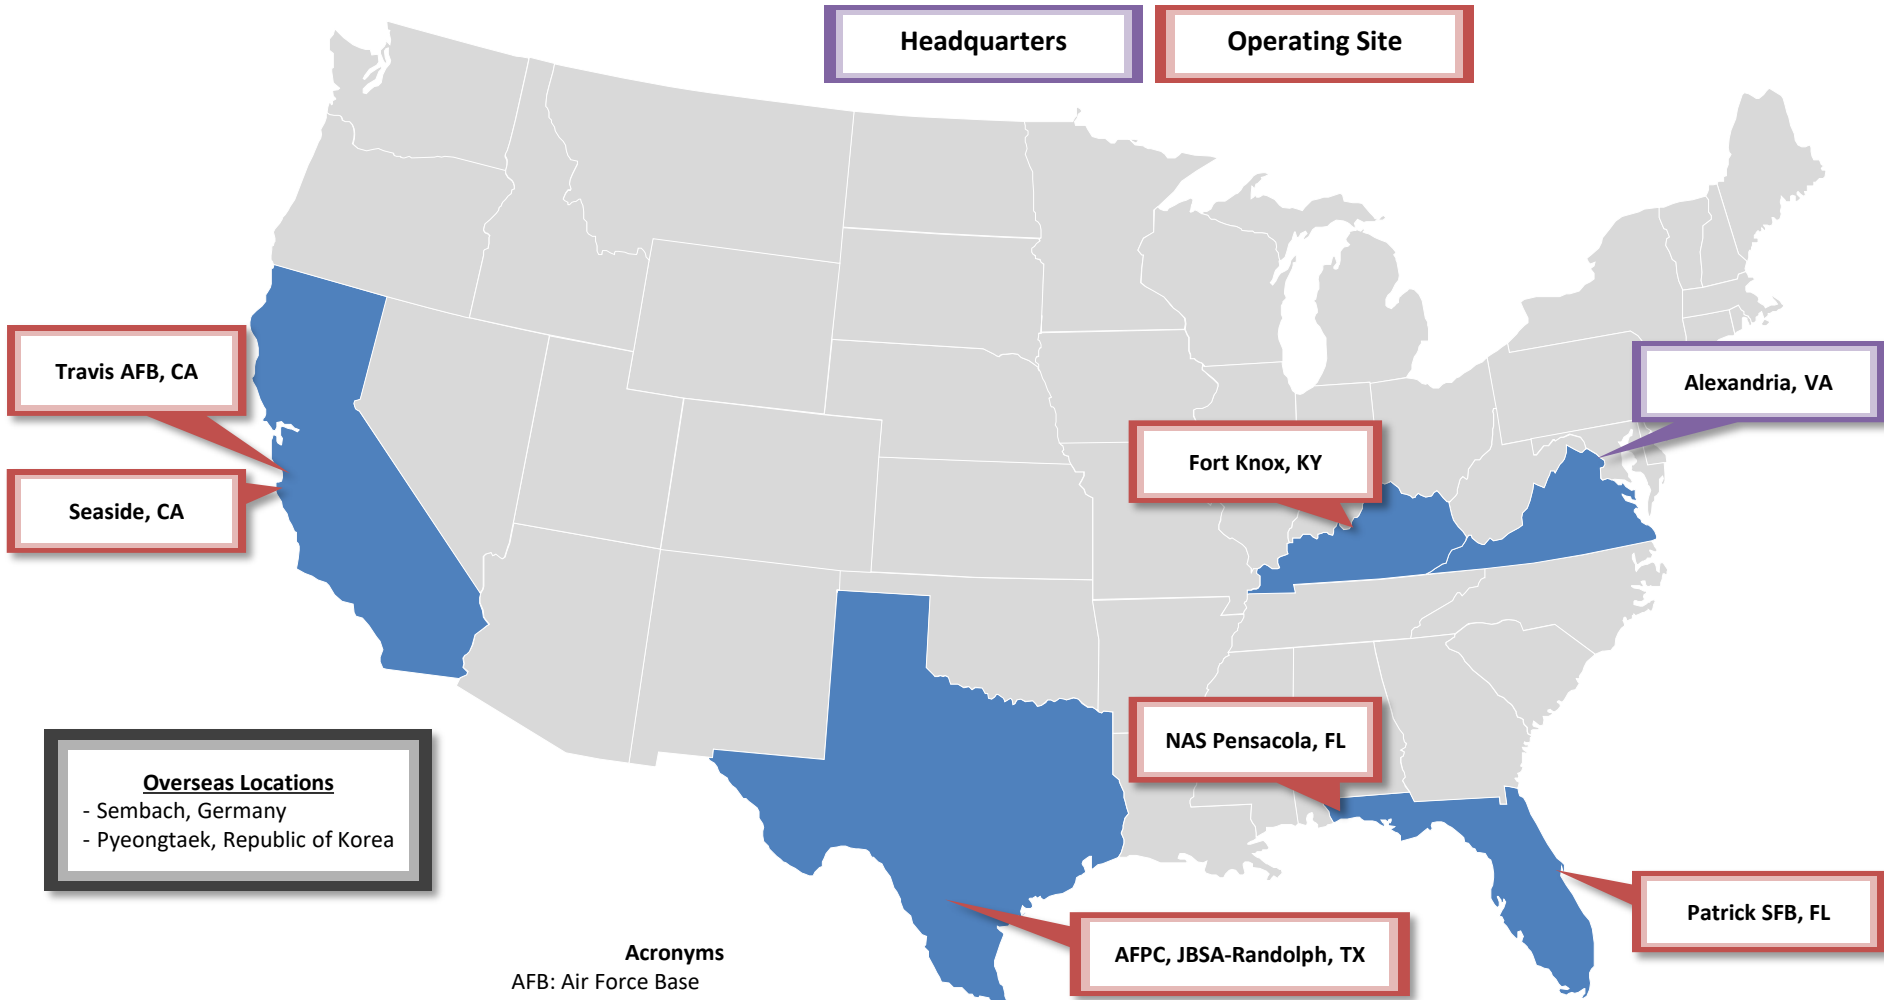 Headquarters
Operating Site
Travis AFB, CA
Alexandria, VA
Fort Knox, KY
Seaside, CA
NAS Pensacola, FL
Overseas Locations
- Sembach, Germany
- Pyeongtaek, Republic of Korea
Patrick SFB, FL
AFPC, JBSA-Randolph, TX
Acronyms
AFB: Air Force Base